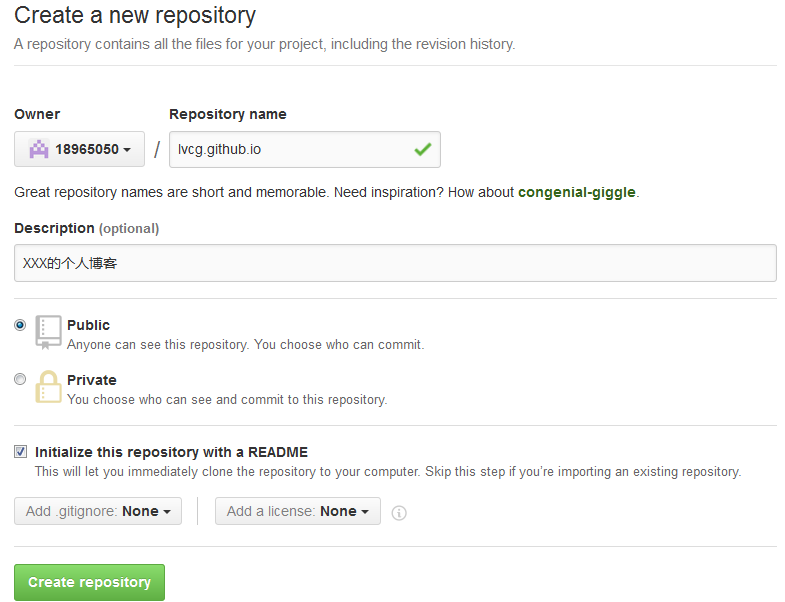 Create a new repository
A repository contains all the files for your project, including the revision history.
Owner Repository name
18965050 / lvcg.github.io
Great repository names are short and memorable. Need inspiration? How about congenial-giggle.
Description (optional)
XXX的个人博客
Public
Anyone can see this repository. You choose who can commit.
Private
You choose who can see and commit to this repository.
Initialize this repository with a README
This will let you immediately clone the repository to your computer. Skip this step if you’re importing an existing repository.
Add .gitignore: None Add a license: None
Create repository